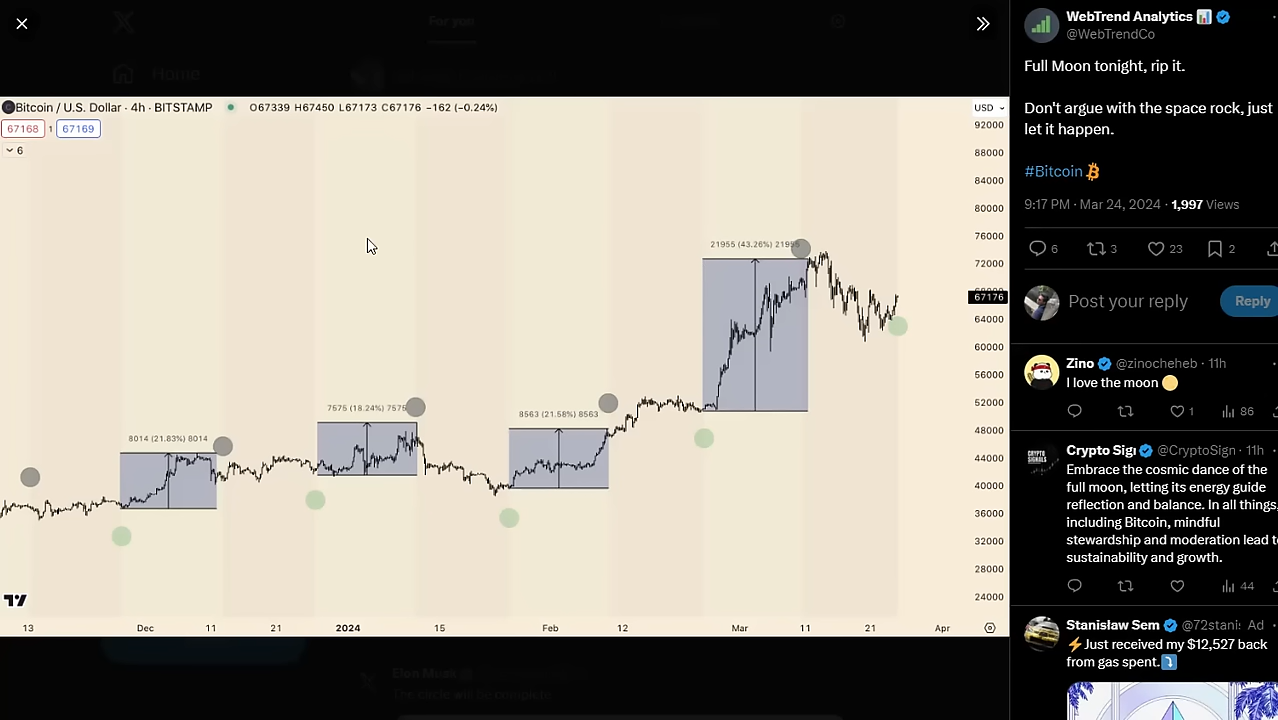 For you
Home
Bitcoin / U.S. Dollar · 4h · BITSTAMP
O67339 H67450 L67173 C67176 −162 (−0.24%)
USD
67168 1 67169
6
92000
88000
84000
80000
76000
72000
67176
64000
60000
56000
52000
48000
44000
40000
36000
32000
28000
24000
8014 (21.83%) 8014
7575 (18.24%) 7575
8563 (21.58%) 8563
21955 (43.26%) 21955
13
Dec
11
21
2024
15
Feb
12
Mar
11
21
Apr
Elon Musk
WebTrend Analytics
@WebTrendCo
Full Moon tonight, rip it.
Don't argue with the space rock, just
let it happen.
#Bitcoin
9:17 PM · Mar 24, 2024 · 1,997 Views
6 3 23 2
Post your reply
Reply
Zino @zinocheheb · 11h
I love the moon
1 86
Crypto Sigı @CryptoSign · 11h
Embrace the cosmic dance of the
full moon, letting its energy guide
reflection and balance. In all things,
including Bitcoin, mindful
stewardship and moderation lead to
sustainability and growth.
44
Stanisław Sem @72stani: Ad
Just received my $12,527 back
from gas spent.